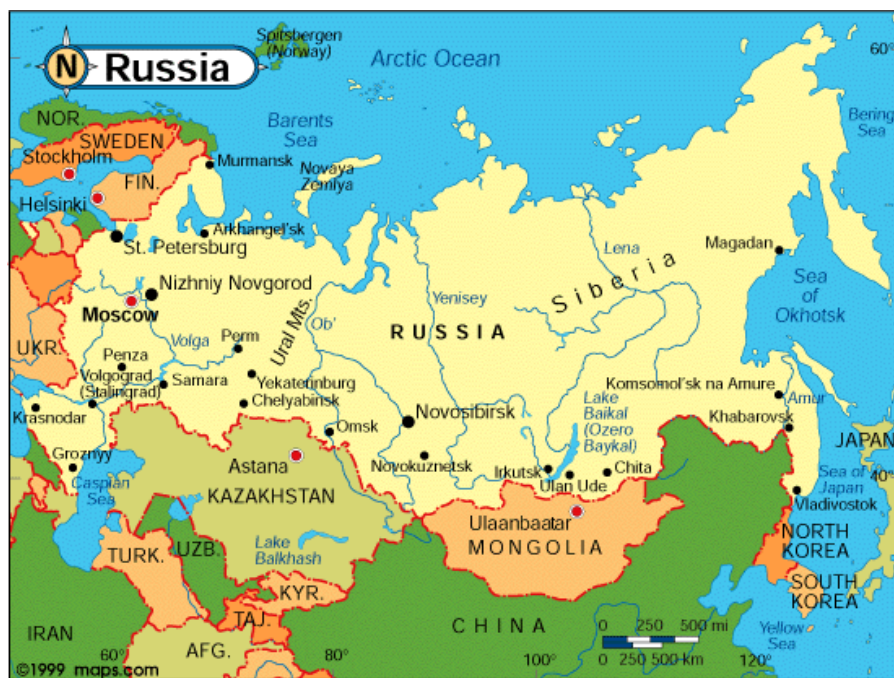 N
Russia
Spitsbergen
(Norway)
Arctic Ocean
60°
NOR.
SWEDEN
Stockholm
FIN.
Helsinki
Barents
Sea
Bering
Sea
Murmansk
Novaya
Zemlya
Arkhangel'sk
St. Petersburg
Lena
Magadan
Siberia
Sea
of
Okhotsk
Nizhniy Novgorod
Moscow
Ural Mts.
Yenisey
Ob'
RUSSIA
Volga
Perm
UKR.
Penza
Volgograd
(Stalingrad)
Samara
Yekaterinburg
Chelyabinsk
Krasnodar
Novosibirsk
Omsk
Lake
Baikal
(Ozero
Baykal)
Komsomol'sk na Amure
Amur
Khabarovsk
JAPAN
Groznyy
Astana
Novokuznetsk
Irkutsk
Ulan Ude
Chita
Sea of
Japan
40°
Caspian
Sea
KAZAKHSTAN
Vladivostok
Ulaanbaatar
MONGOLIA
NORTH
KOREA
TURK.
UZB.
Lake
Balkhash
KYR.
SOUTH
KOREA
TAJ.
CHINA
IRAN
AFG.
0 250 500 mi
0 250 500 km
Yellow
Sea
60°
80°
100°
120°
©1999 maps.com